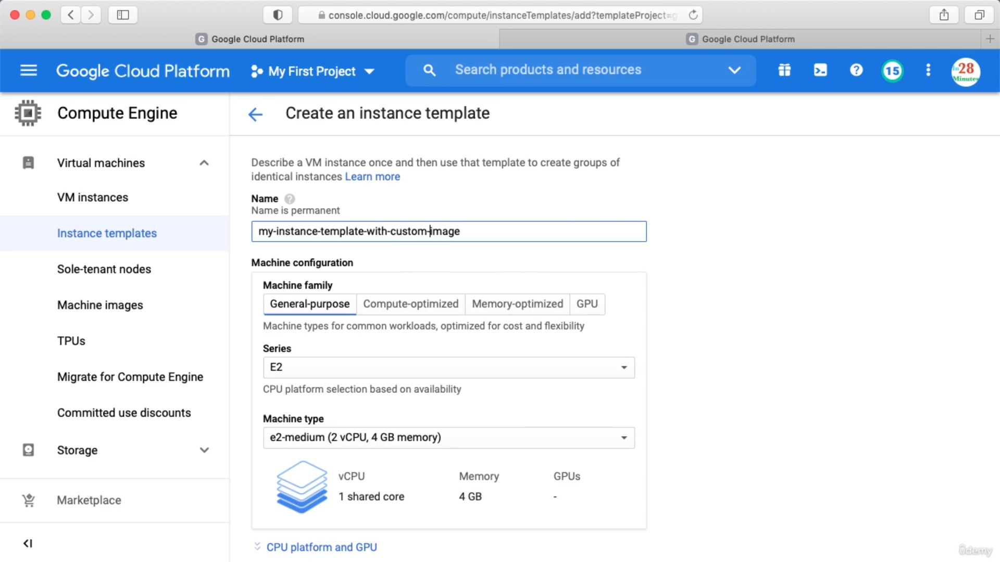 console.cloud.google.com/compute/instanceTemplates/add?templateProject=g
G Google Cloud Platform
G Google Cloud Platform
Google Cloud Platform
My First Project
Search products and resources
15
in28
Minutes
Compute Engine
Create an instance template
Virtual machines
VM instances
Instance templates
Sole-tenant nodes
Machine images
TPUs
Migrate for Compute Engine
Committed use discounts
Storage
Marketplace
Describe a VM instance once and then use that template to create groups of
identical instances Learn more
Name ?
Name is permanent
my-instance-template-with-custom-image
Machine configuration
Machine family
General-purpose Compute-optimized Memory-optimized GPU
Machine types for common workloads, optimized for cost and flexibility
Series
E2
CPU platform selection based on availability
Machine type
e2-medium (2 vCPU, 4 GB memory)
vCPU Memory GPUs
1 shared core 4 GB -
CPU platform and GPU
ûdemy